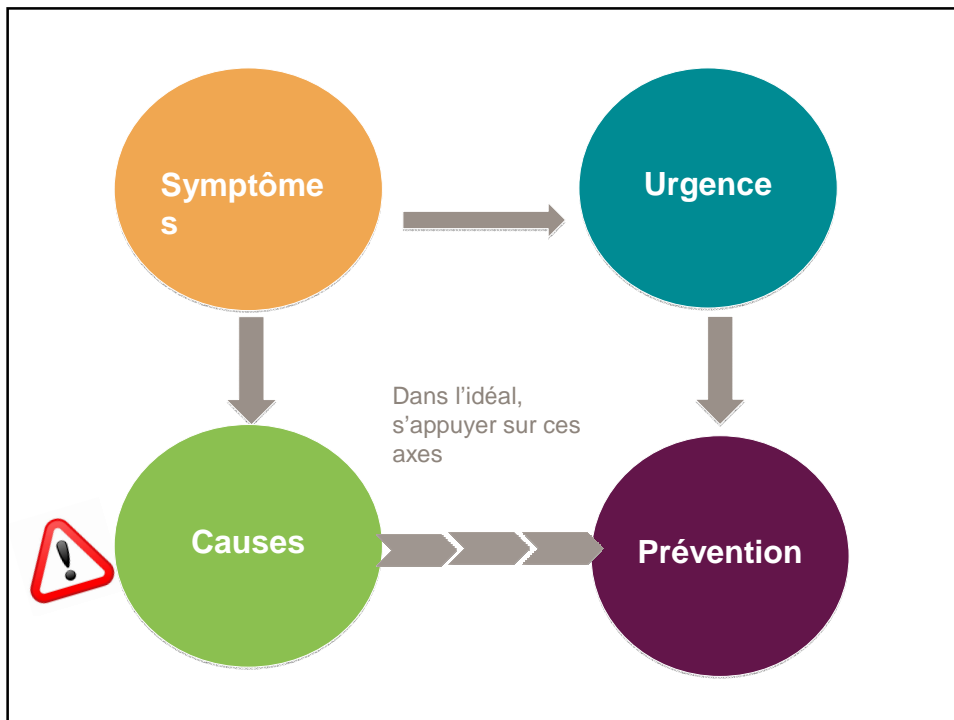 Symptôme
s
Urgence
Dans l’idéal,
s’appuyer sur ces
axes
Causes
Prévention